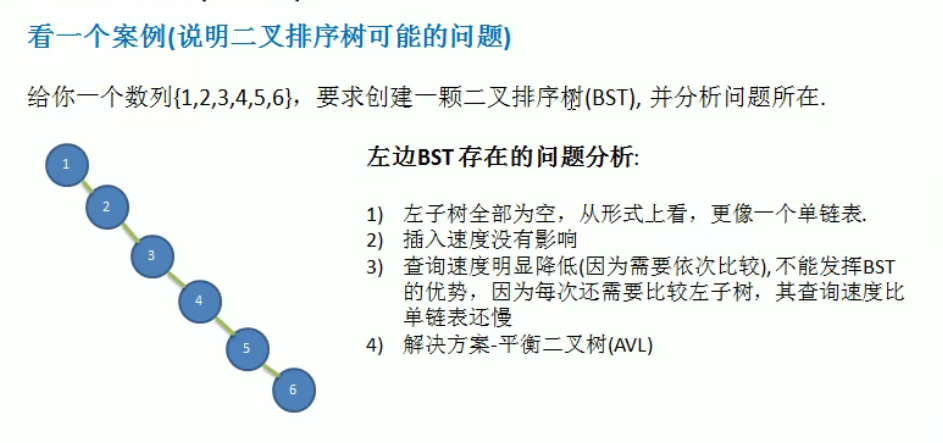 看一个案例(说明二叉排序树可能的问题)
给你一个数列{1,2,3,4,5,6}，要求创建一颗二叉排序树(BST), 并分析问题所在.
左边BST 存在的问题分析:
1
2
3
4
5
6
1) 左子树全部为空，从形式上看，更像一个单链表.
2) 插入速度没有影响
3) 查询速度明显降低(因为需要依次比较), 不能发挥BST
的优势，因为每次还需要比较左子树，其查询速度比
单链表还慢
4) 解决方案-平衡二叉树(AVL)